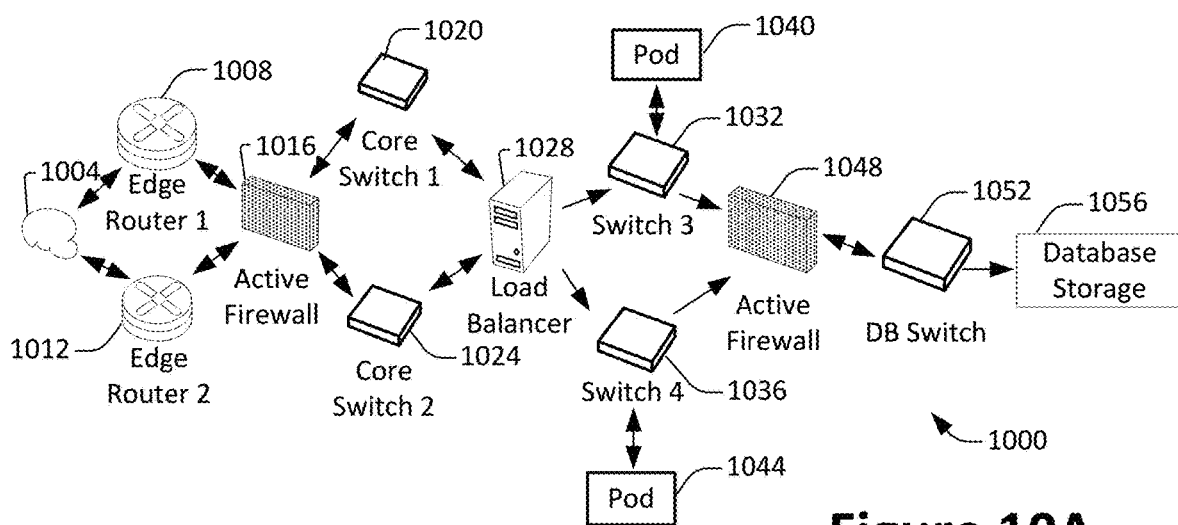 1020
1040
Pod
1008
1032
1016
Core
Switch 1
1028
1048
1004
Edge
Router 1
1052
1056
Switch 3
Database
Storage
Active
Firewall
Load
Balancer
Active
Firewall
DB Switch
1012
Edge
Router 2
1024
Core
Switch 2
Switch 4
1036
1000
Pod
1044
Figure 10A